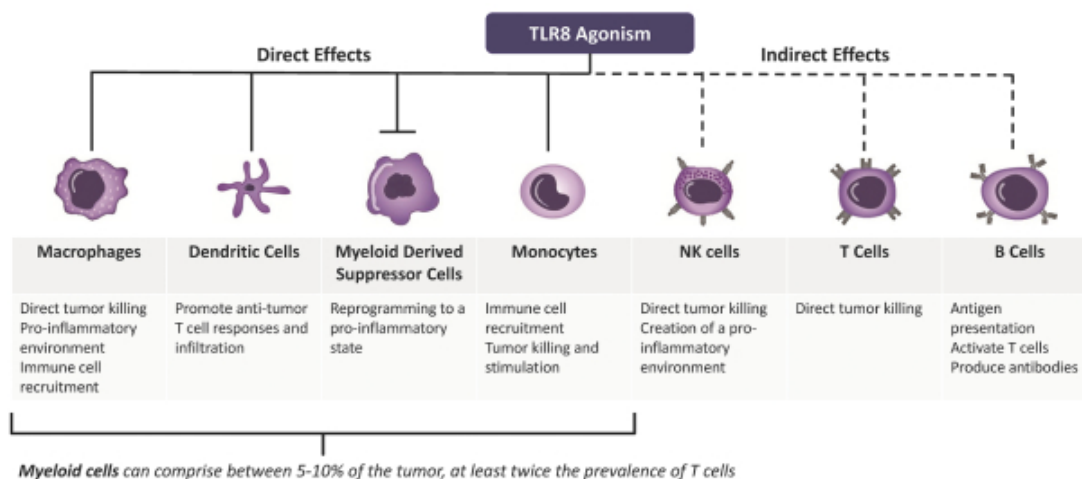 TLR8 Agonism
Direct Effects
Indirect Effects
Macrophages
Direct tumor killing
Pro-inflammatory
environment
Immune cell
recruitment
Dendritic Cells
Promote anti-tumor
T cell responses and
infiltration
Myeloid Derived
Suppressor Cells
Reprogramming to a
pro-inflammatory
state
Monocytes
Immune cell
recruitment
Tumor killing and
stimulation
NK cells
Direct tumor killing
Creation of a pro-
inflammatory
environment
T Cells
Direct tumor killing
B Cells
Antigen
presentation
Activate T cells
Produce antibodies
Myeloid cells can comprise between 5-10% of the tumor, at least twice the prevalence of T cells